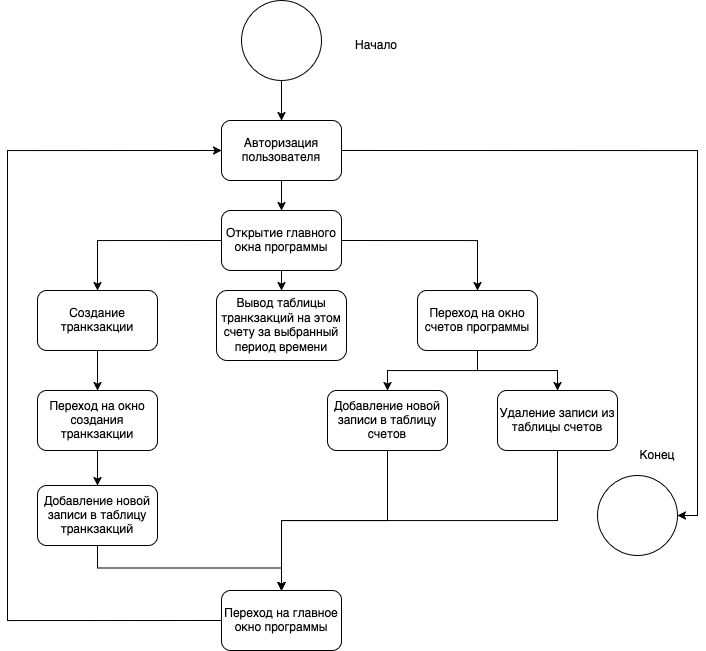 Начало
Авторизация
пользователя
Открытие главного
окна программы
Создание
транкзакции
Вывод таблицы
транкзакций на этом
счету за выбранный
период времени
Переход на окно
счетов программы
Переход на окно
создания
транкзакции
Добавление новой
записи в таблицу
счетов
Удаление записи из
таблицы счетов
Конец
Добавление новой
записи в таблицу
транкзакций
Переход на главное
окно программы